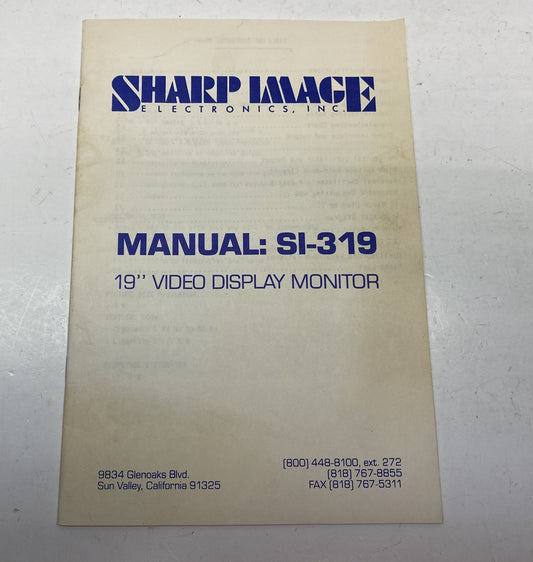 SHARP IMAGE
ELECTRONICS, INC.
MANUAL: SI-319
19'' VIDEO DISPLAY MONITOR
9834 Glenoaks Blvd.
Sun Valley, California 91325
(800) 448-8100, ext. 272
(818) 767-8855
FAX (818) 767-5311